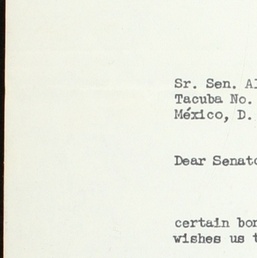 Sr. Sen. Al
Tacuba No.
México, D.
Dear Senato
certain bon
wishes us t